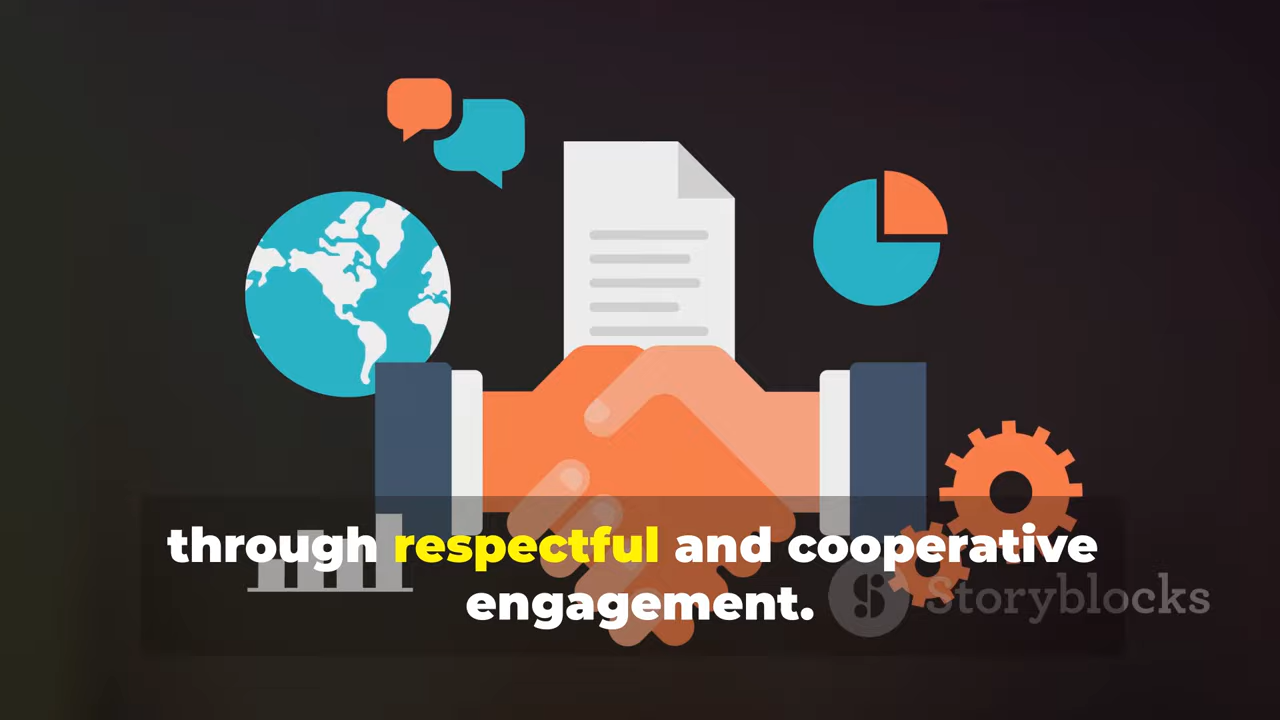 through respectful and cooperative
engagement.
Storyblocks